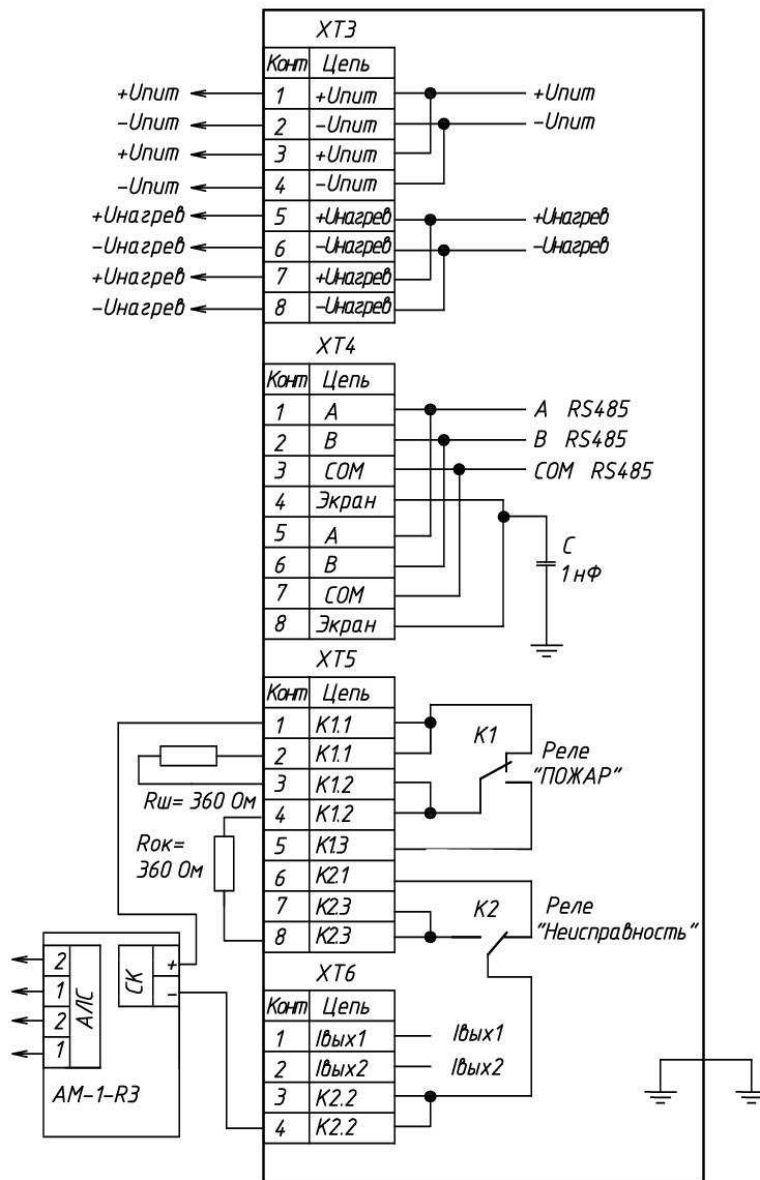 XT3
Конт Цепь
+Uпит 1 +Uпит +Uпит
-Uпит 2 -Uпит -Uпит
+Uпит 3 +Uпит
-Uпит 4 -Uпит
+Uнагрев 5 +Uнагрев +Uнагрев
-Uнагрев 6 -Uнагрев -Uнагрев
+Uнагрев 7 +Uнагрев
-Uнагрев 8 -Uнагрев
XT4
Конт Цепь
1 A A RS485
2 B B RS485
3 COM COM RS485
4 Экран
5 A
6 B
7 COM
8 Экран
C
1 нФ
XT5
Конт Цепь
1 K1.1
2 K1.1
3 K1.2
4 K1.2
5 K1.3
6 K2.1
7 K2.3
8 K2.3
K1
Реле
"ПОЖАР"
Rш= 360 Ом
Rок=
360 Ом
K2
Реле
"Неисправность"
2
1
2
1
АЛС
СК
+
-
АМ-1-R3
XT6
Конт Цепь
1 Iвых1 Iвых1
2 Iвых2 Iвых2
3 K2.2
4 K2.2